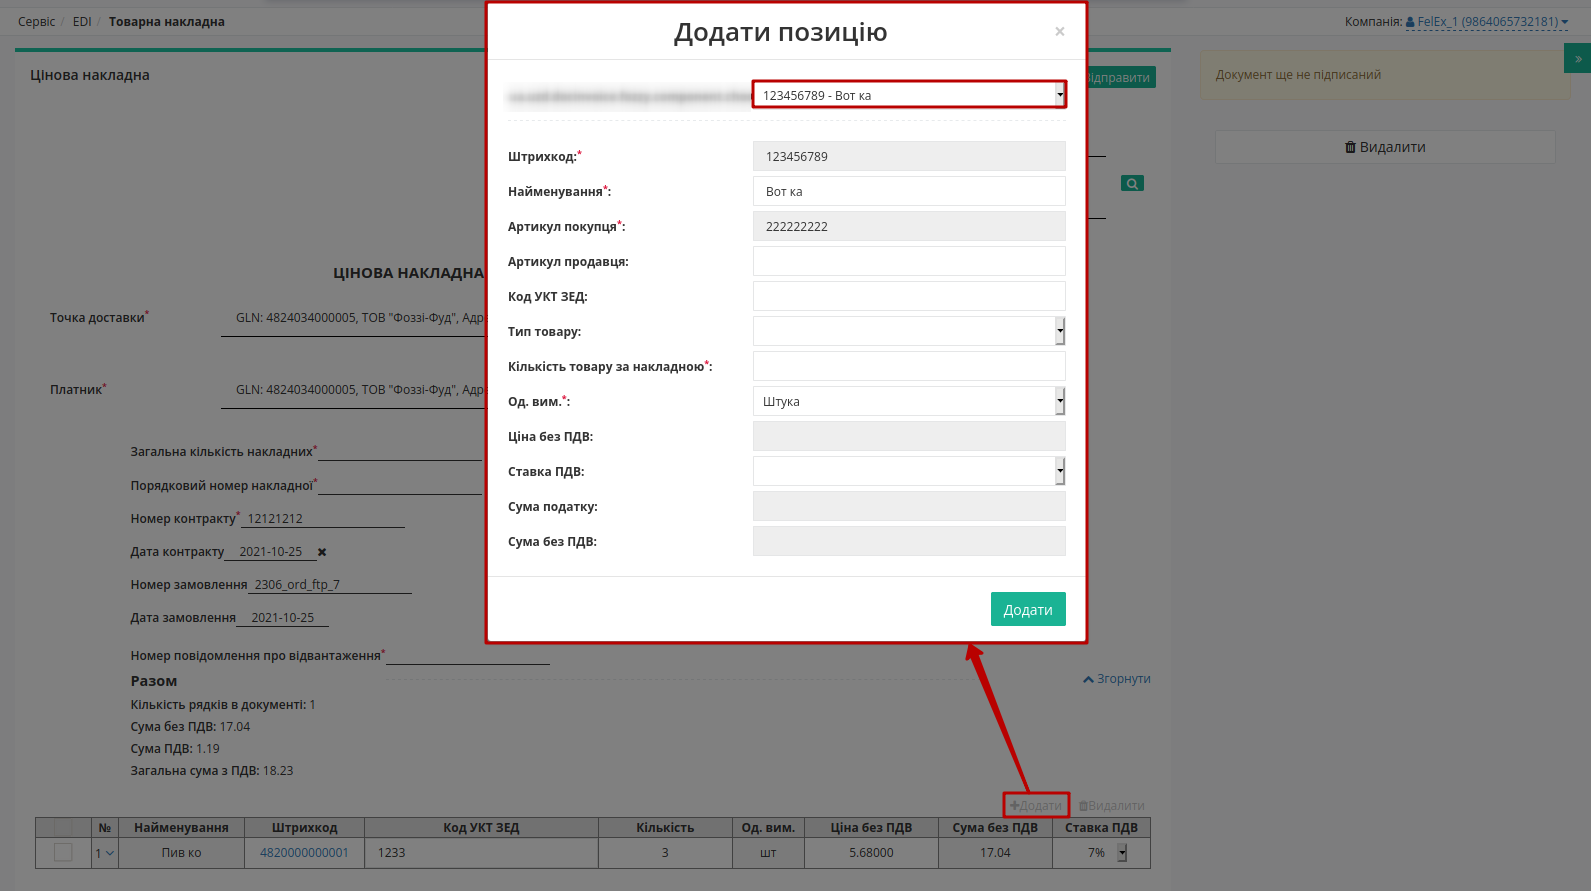 Сервіс / EDI / Товарна накладна
Компанія: FelEx_1 (9864065732181)
Додати позицію
×
Цінова накладна
ідправити
Документ ще не підписаний
»
123456789 - Вот ка
Видалити
Штрихкод:* 123456789
Найменування*: Вот ка
Артикул покупця*: 222222222
Артикул продавця:
Код УКТ ЗЕД:
Тип товару:
Кількість товару за накладною*:
Од. вим.*: Штука
Ціна без ПДВ:
Ставка ПДВ:
Сума податку:
Сума без ПДВ:
Додати
ЦІНОВА НАКЛАДНА
Точка доставки* GLN: 4824034000005, ТОВ "Фоззі-Фуд", Адре
Платник* GLN: 4824034000005, ТОВ "Фоззі-Фуд", Адре
Загальна кількість накладних*
Порядковий номер накладної*
Номер контракту* 12121212
Дата контракту 2021-10-25 ✖
Номер замовлення 2306_ord_ftp_7
Дата замовлення 2021-10-25
Номер повідомлення про відвантаження*
Разом
Згорнути
Кількість рядків в документі: 1
Сума без ПДВ: 17.04
Сума ПДВ: 1.19
Загальна сума з ПДВ: 18.23
+Додати Видалити
№ Найменування Штрихкод Код УКТ ЗЕД Кількість Од. вим. Ціна без ПДВ Сума без ПДВ Ставка ПДВ
1 Пив ко 4820000000001 1233 3 шт 5.68000 17.04 7%